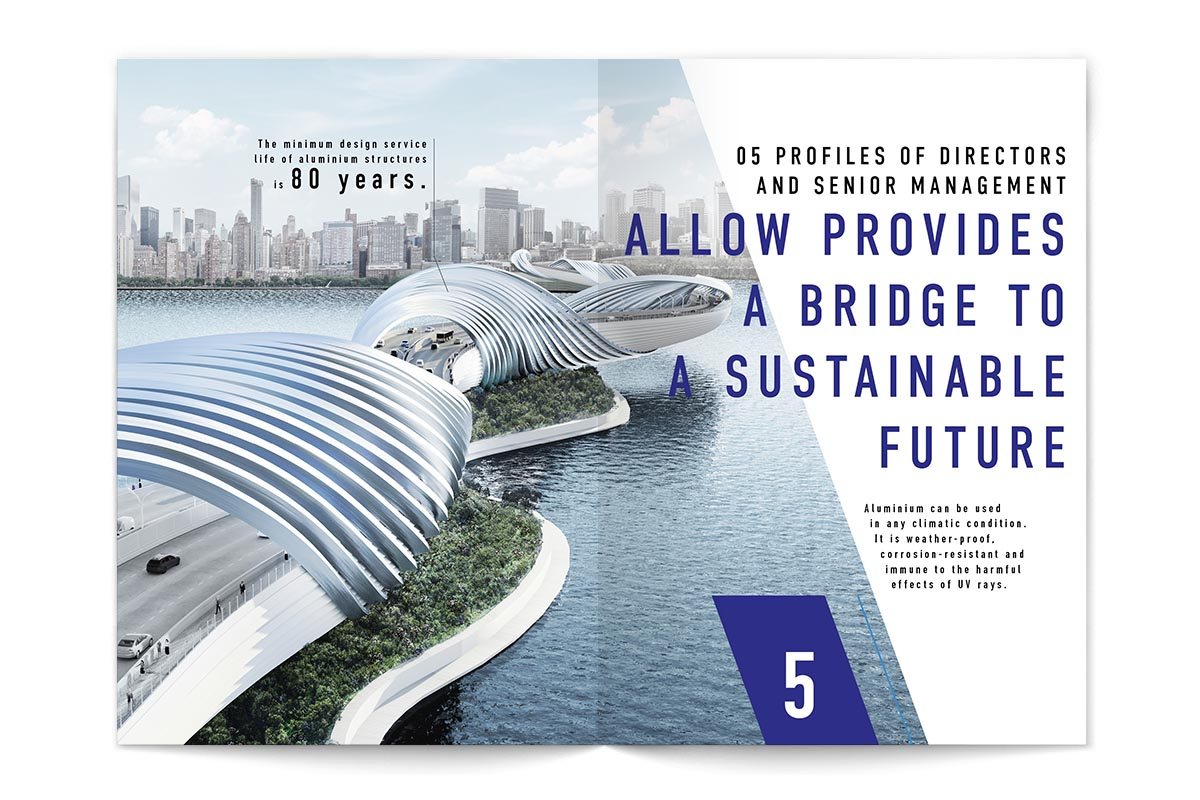 The minimum design service
life of aluminium structures
is 80 years.
05 PROFILES OF DIRECTORS
AND SENIOR MANAGEMENT
ALLOW PROVIDES
A BRIDGE TO
A SUSTAINABLE
FUTURE
Aluminium can be used
in any climatic condition.
It is weather-proof,
corrosion-resistant and
immune to the harmful
effects of UV rays.
5